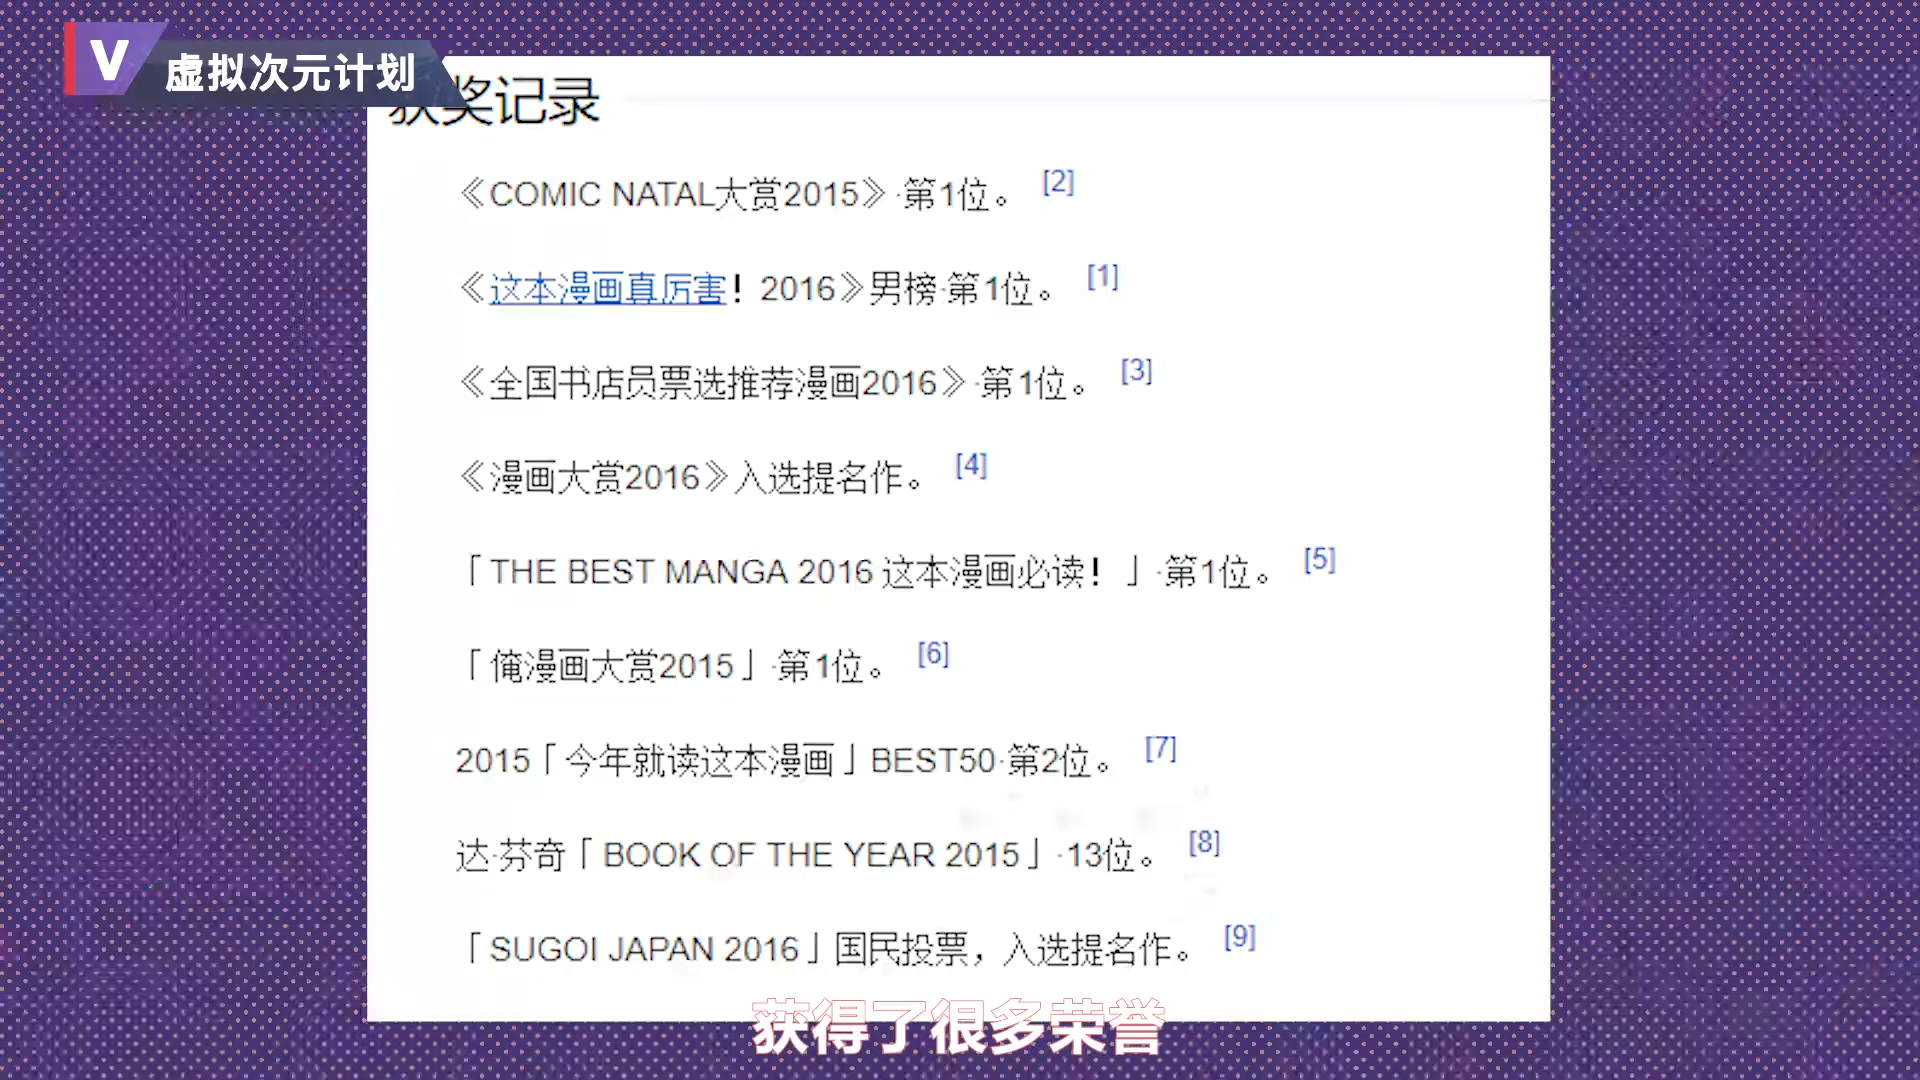 V 虚拟次元计划
获奖记录
《COMIC NATAL大赏2015》·第1位。 [2]
《这本漫画真厉害！2016》男榜·第1位。 [1]
《全国书店员票选推荐漫画2016》·第1位。 [3]
《漫画大赏2016》入选提名作。 [4]
「THE BEST MANGA 2016 这本漫画必读！」·第1位。 [5]
「俺漫画大赏2015」·第1位。 [6]
2015「今年就读这本漫画」BEST50·第2位。 [7]
达·芬奇「BOOK OF THE YEAR 2015」·13位。 [8]
「SUGOI JAPAN 2016」国民投票，入选提名作。 [9]
获得了很多荣誉